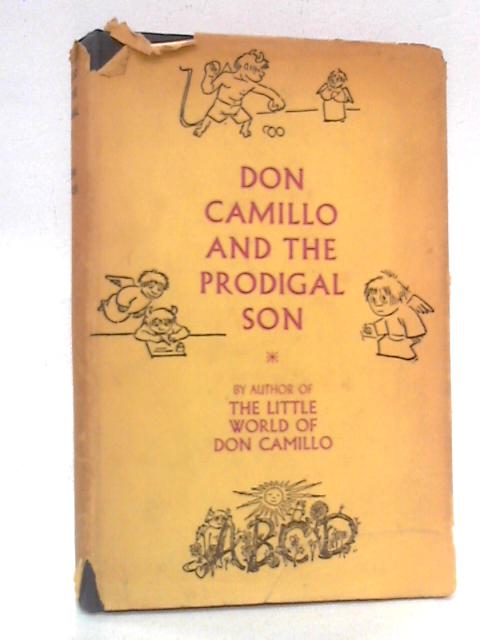 DON
CAMILLO
AND THE
PRODIGAL
SON
*
BY AUTHOR OF
THE LITTLE
WORLD OF
DON CAMILLO
ABCD